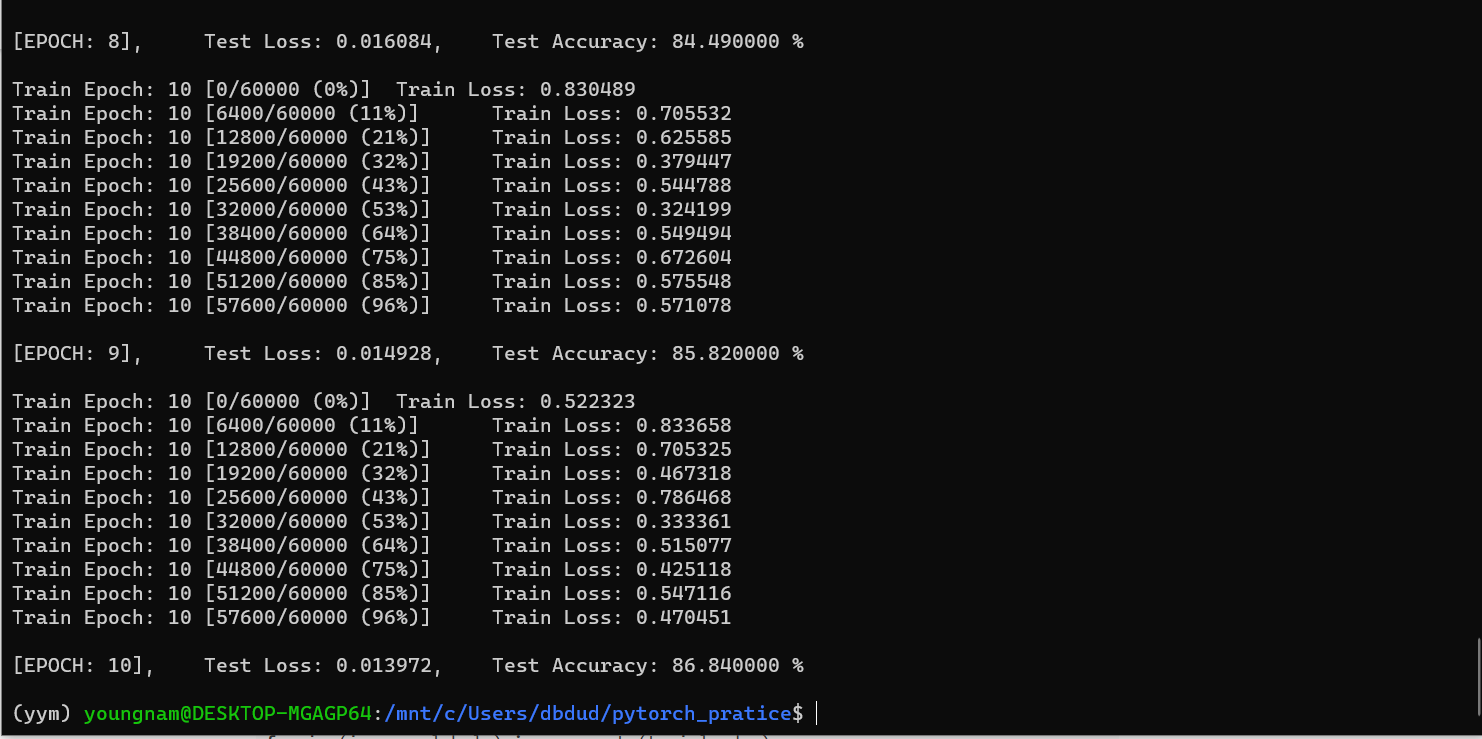 [EPOCH: 8],     Test Loss: 0.016084,    Test Accuracy: 84.490000 %
Train Epoch: 10 [0/60000 (0%)]  Train Loss: 0.830489
Train Epoch: 10 [6400/60000 (11%)]      Train Loss: 0.705532
Train Epoch: 10 [12800/60000 (21%)]     Train Loss: 0.625585
Train Epoch: 10 [19200/60000 (32%)]     Train Loss: 0.379447
Train Epoch: 10 [25600/60000 (43%)]     Train Loss: 0.544788
Train Epoch: 10 [32000/60000 (53%)]     Train Loss: 0.324199
Train Epoch: 10 [38400/60000 (64%)]     Train Loss: 0.549494
Train Epoch: 10 [44800/60000 (75%)]     Train Loss: 0.672604
Train Epoch: 10 [51200/60000 (85%)]     Train Loss: 0.575548
Train Epoch: 10 [57600/60000 (96%)]     Train Loss: 0.571078
[EPOCH: 9],     Test Loss: 0.014928,    Test Accuracy: 85.820000 %
Train Epoch: 10 [0/60000 (0%)]  Train Loss: 0.522323
Train Epoch: 10 [6400/60000 (11%)]      Train Loss: 0.833658
Train Epoch: 10 [12800/60000 (21%)]     Train Loss: 0.705325
Train Epoch: 10 [19200/60000 (32%)]     Train Loss: 0.467318
Train Epoch: 10 [25600/60000 (43%)]     Train Loss: 0.786468
Train Epoch: 10 [32000/60000 (53%)]     Train Loss: 0.333361
Train Epoch: 10 [38400/60000 (64%)]     Train Loss: 0.515077
Train Epoch: 10 [44800/60000 (75%)]     Train Loss: 0.425118
Train Epoch: 10 [51200/60000 (85%)]     Train Loss: 0.547116
Train Epoch: 10 [57600/60000 (96%)]     Train Loss: 0.470451
[EPOCH: 10],    Test Loss: 0.013972,    Test Accuracy: 86.840000 %
(yym) youngnam@DESKTOP-MGAGP64:/mnt/c/Users/dbdud/pytorch_pratice$